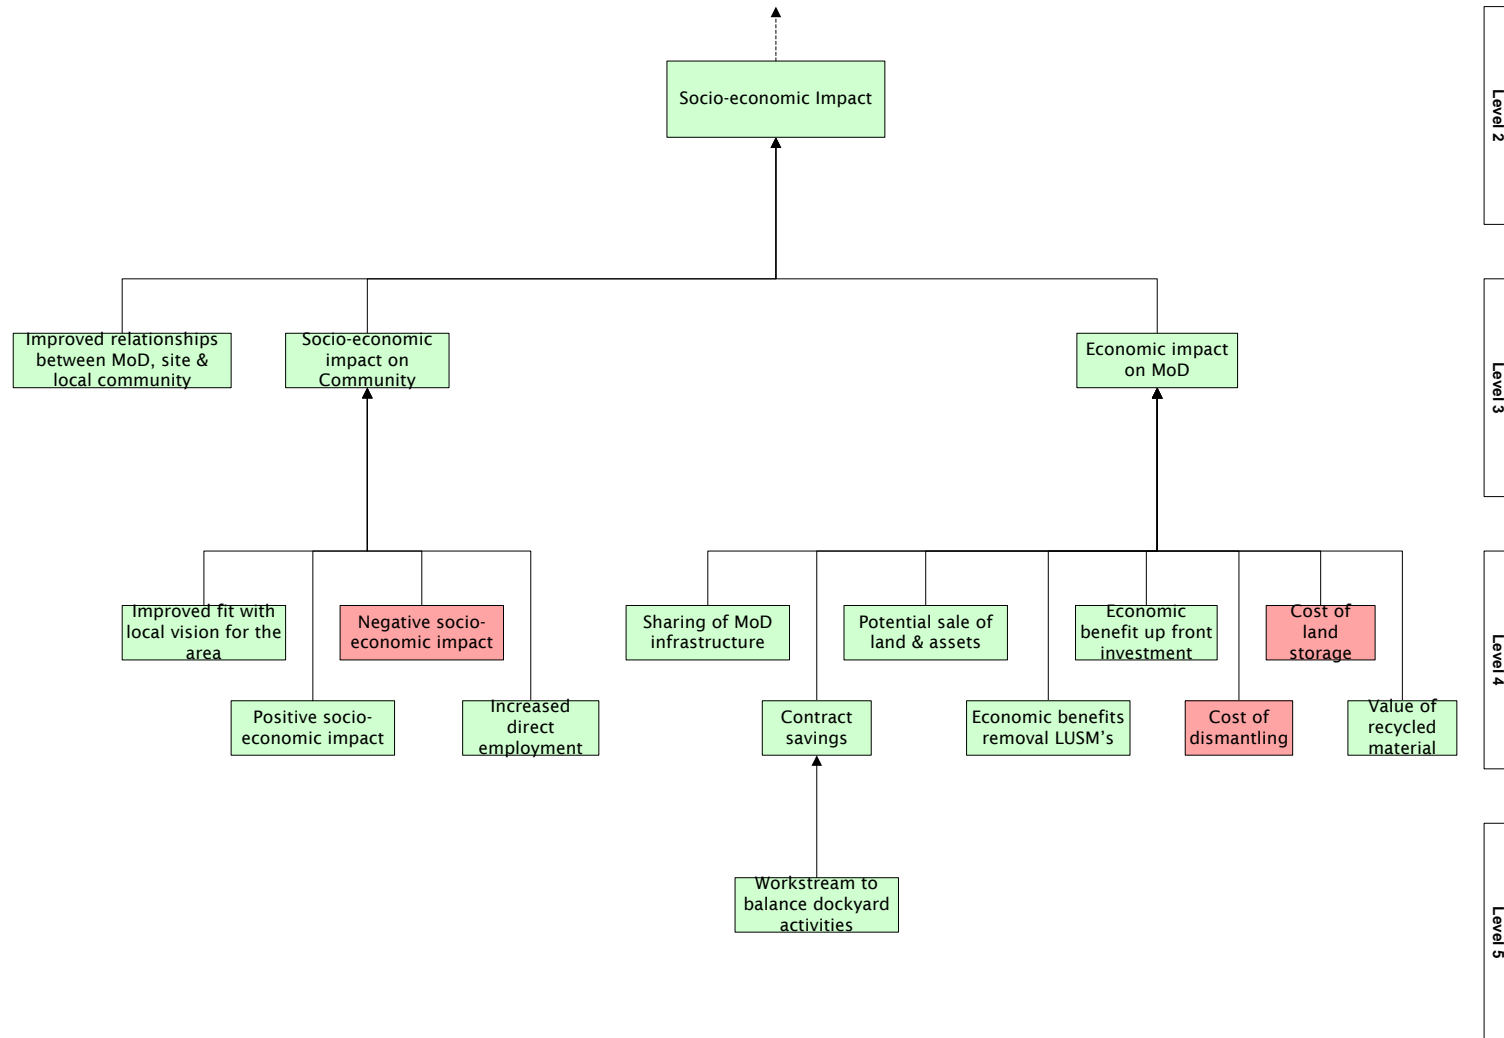 Socio-economic Impact
Level 2
Improved relationships
between MoD, site &
local community
Socio-economic
impact on
Community
Economic impact
on MoD
Level 3
Improved fit with
local vision for the
area
Negative socio-
economic impact
Sharing of MoD
infrastructure
Potential sale of
land & assets
Economic
benefit up front
investment
Cost of
land
storage
Level 4
Positive socio-
economic impact
Increased
direct
employment
Contract
savings
Economic benefits
removal LUSM's
Cost of
dismantling
Value of
recycled
material
Workstream to
balance dockyard
activities
Level 5